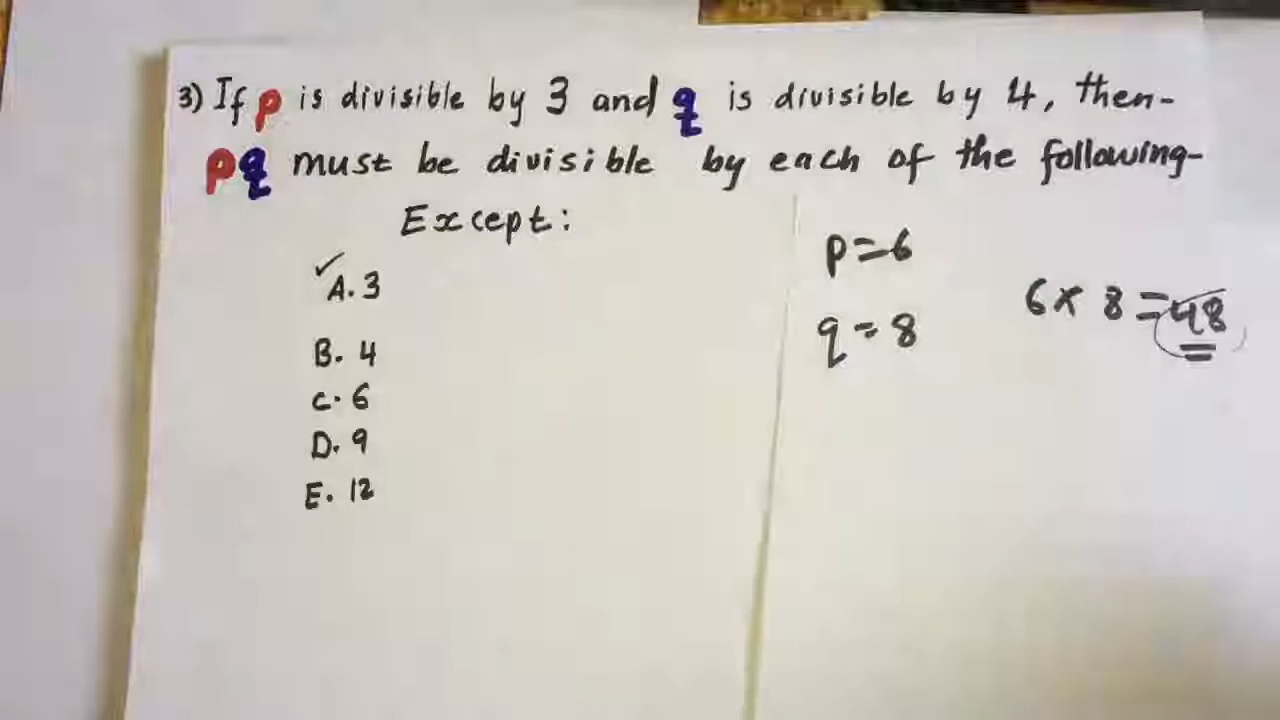 3) If p is divisible by 3 and q is divisible by 4, then-
pq must be divisible by each of the following-
Except:
✓A. 3
B. 4
C. 6
D. 9
E. 12
p=6
q=8
6 x 8 = 48